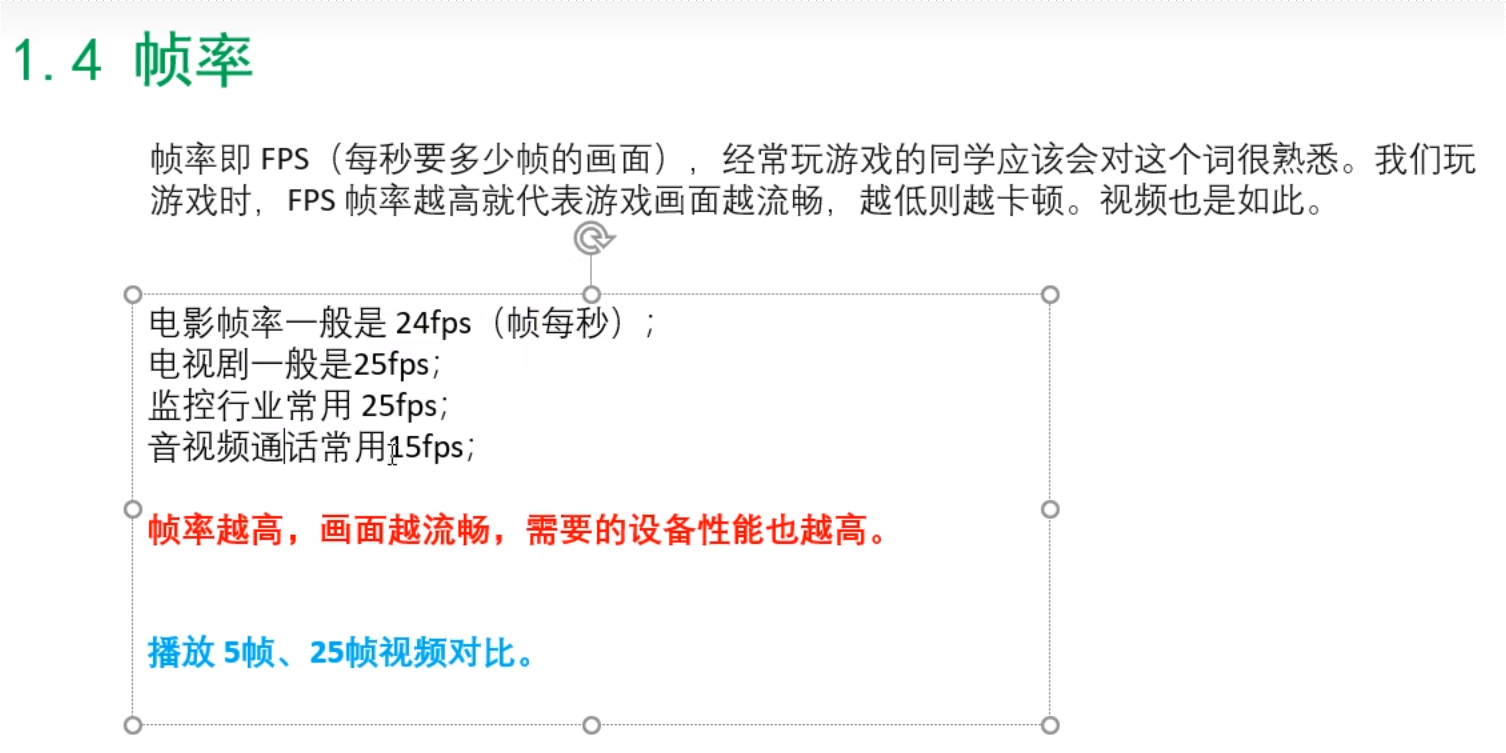 1.4 帧率
帧率即 FPS（每秒要多少帧的画面），经常玩游戏的同学应该会对这个词很熟悉。我们玩
游戏时，FPS 帧率越高就代表游戏画面越流畅，越低则越卡顿。视频也是如此。
电影帧率一般是 24fps（帧每秒）；
电视剧一般是25fps；
监控行业常用 25fps；
音视频通话常用15fps；
帧率越高，画面越流畅，需要的设备性能也越高。
播放 5帧、25帧视频对比。